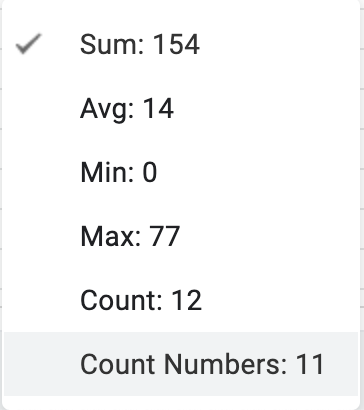 Sum: 154
Avg: 14
Min: 0
Max: 77
Count: 12
Count Numbers: 11